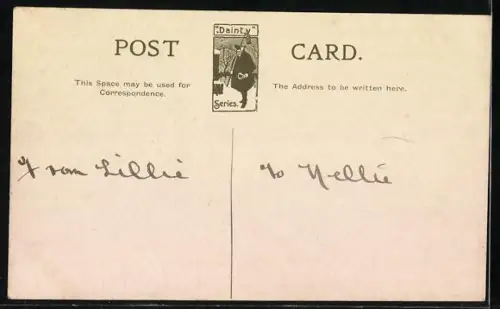 POST CARD.
"Dainty"
Series.
This Space may be used for
Correspondence.
The Address to be written here.
From Lillie
To Nellie